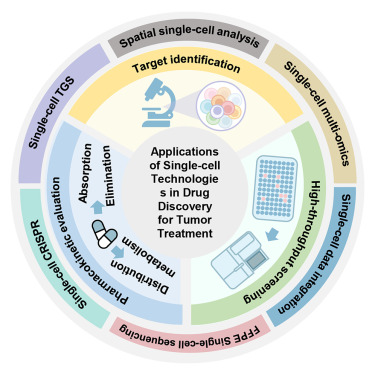 Spatial single-cell analysis
Target identification
Single-cell TGS
Single-cell multi-omics
Applications
of Single-cell
Technologie
s in Drug
Discovery
for Tumor
Treatment
Absorption
Elimination
Distribution
metabolism
Pharmacokinetic evaluation
High-throughput screening
Single-cell CRISPR
Single-cell data integration
FFPE Single-cell sequencing